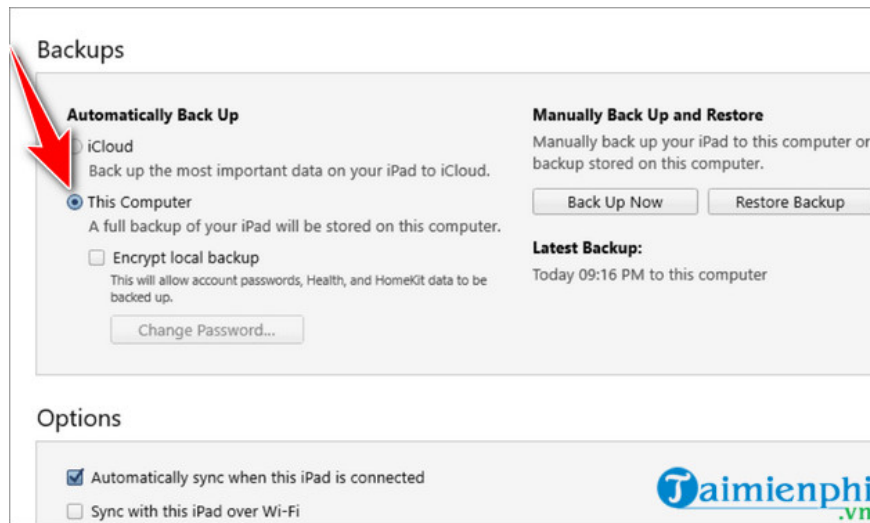 Backups
Automatically Back Up
iCloud
Back up the most important data on your iPad to iCloud.
This Computer
A full backup of your iPad will be stored on this computer.
Encrypt local backup
This will allow account passwords, Health, and HomeKit data to be
backed up.
Change Password...
Manually Back Up and Restore
Manually back up your iPad to this computer or
backup stored on this computer.
Back Up Now
Restore Backup
Latest Backup:
Today 09:16 PM to this computer
Options
Automatically sync when this iPad is connected
Sync with this iPad over Wi-Fi
Taimienphi
.vn